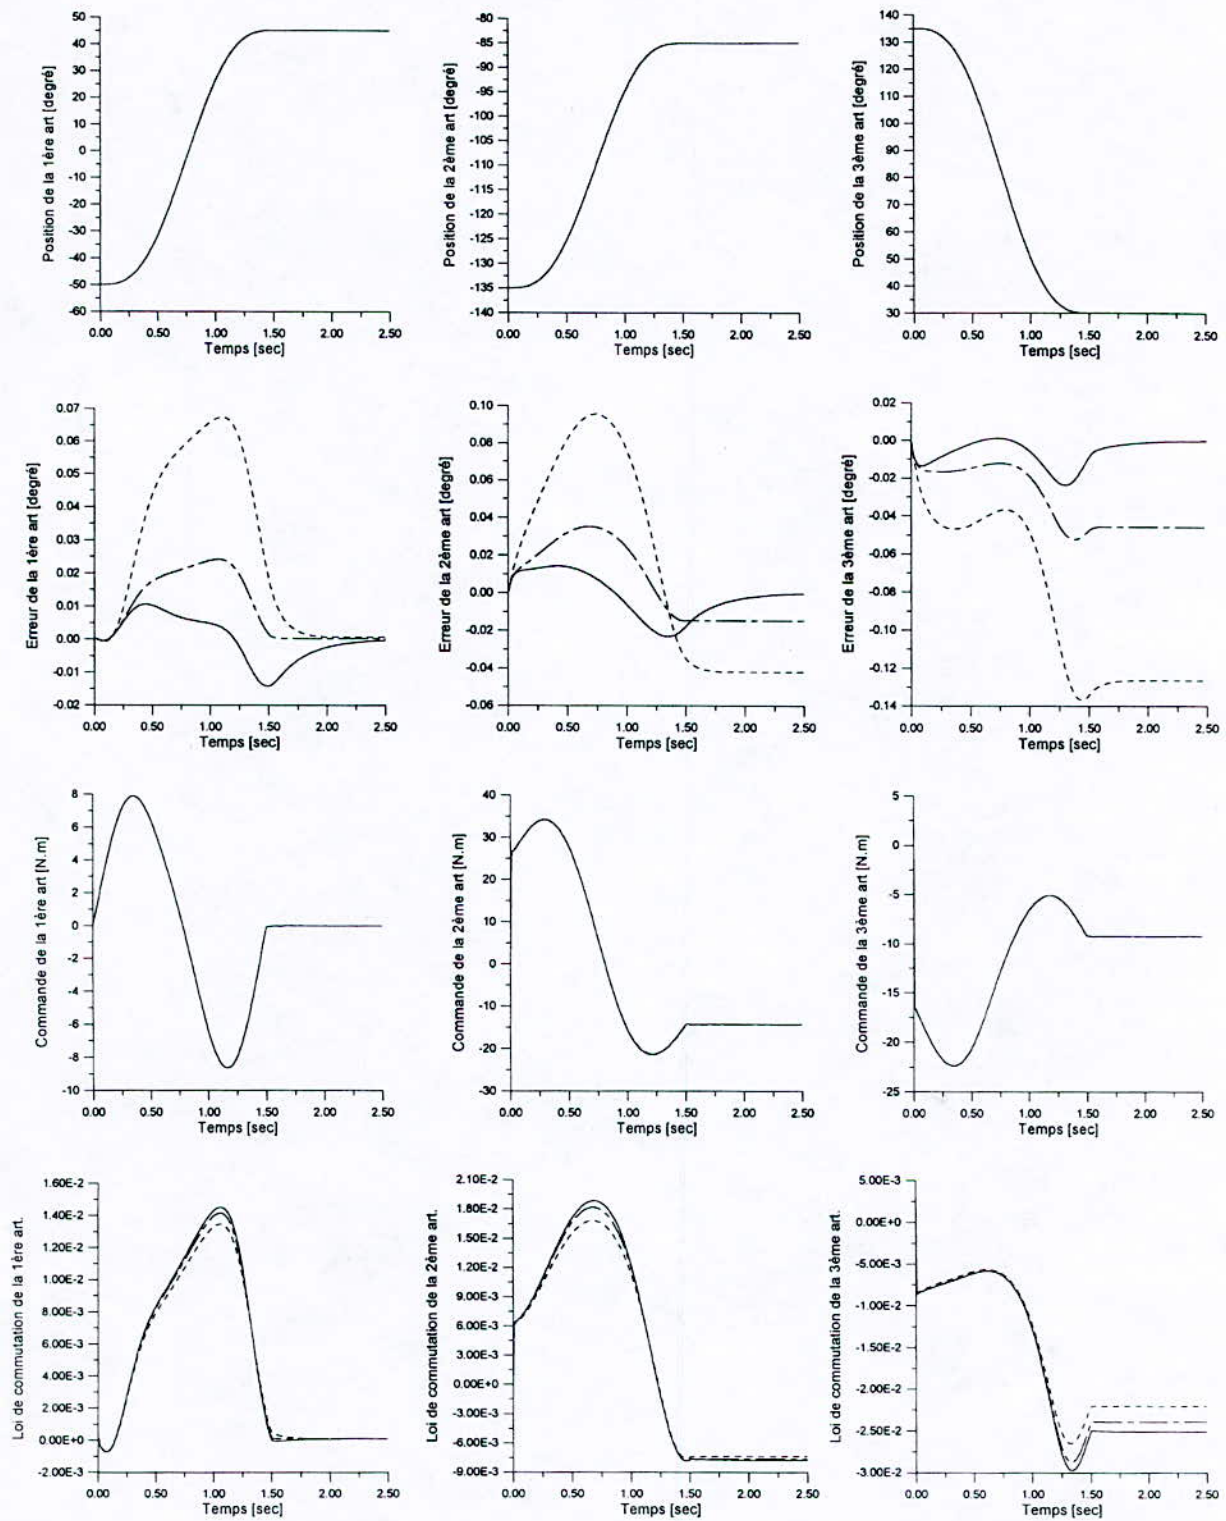 Position de la 1ère art [degré]
50
40
30
20
10
0
-10
-20
-30
-40
-50
-60
0.00 0.50 1.00 1.50 2.00 2.50
Temps [sec]
Position de la 2ème art [degré]
-80
-85
-90
-95
-100
-105
-110
-115
-120
-125
-130
-135
-140
0.00 0.50 1.00 1.50 2.00 2.50
Temps [sec]
Position de la 3ème art [degré]
140
130
120
110
100
90
80
70
60
50
40
30
0.00 0.50 1.00 1.50 2.00 2.50
Temps [sec]
Erreur de la 1ère art [degré]
0.07
0.06
0.05
0.04
0.03
0.02
0.01
0.00
-0.01
-0.02
0.00 0.50 1.00 1.50 2.00 2.50
Temps [sec]
Erreur de la 2ème art [degré]
0.10
0.08
0.06
0.04
0.02
0.00
-0.02
-0.04
-0.06
0.00 0.50 1.00 1.50 2.00 2.50
Temps [sec]
Erreur de la 3ème art [degré]
0.02
0.00
-0.02
-0.04
-0.06
-0.08
-0.10
-0.12
-0.14
0.00 0.50 1.00 1.50 2.00 2.50
Temps [sec]
Commande de la 1ère art [N.m]
8
6
4
2
0
-2
-4
-6
-8
-10
0.00 0.50 1.00 1.50 2.00 2.50
Temps [sec]
Commande de la 2ème art [N.m]
40
30
20
10
0
-10
-20
-30
0.00 0.50 1.00 1.50 2.00 2.50
Temps [sec]
Commande de la 3ème art [N.m]
5
0
-5
-10
-15
-20
-25
0.00 0.50 1.00 1.50 2.00 2.50
Temps [sec]
Loi de commutation de la 1ère art.
1.60E-2
1.40E-2
1.20E-2
1.00E-2
8.00E-3
6.00E-3
4.00E-3
2.00E-3
0.00E+0
-2.00E-3
0.00 0.50 1.00 1.50 2.00 2.50
Temps [sec]
Loi de commutation de la 2ème art.
2.10E-2
1.80E-2
1.50E-2
1.20E-2
9.00E-3
6.00E-3
3.00E-3
0.00E+0
-3.00E-3
-6.00E-3
-9.00E-3
0.00 0.50 1.00 1.50 2.00 2.50
Temps [sec]
Loi de commutation de la 3ème art.
5.00E-3
0.00E+0
-5.00E-3
-1.00E-2
-1.50E-2
-2.00E-2
-2.50E-2
-3.00E-2
0.00 0.50 1.00 1.50 2.00 2.50
Temps [sec]